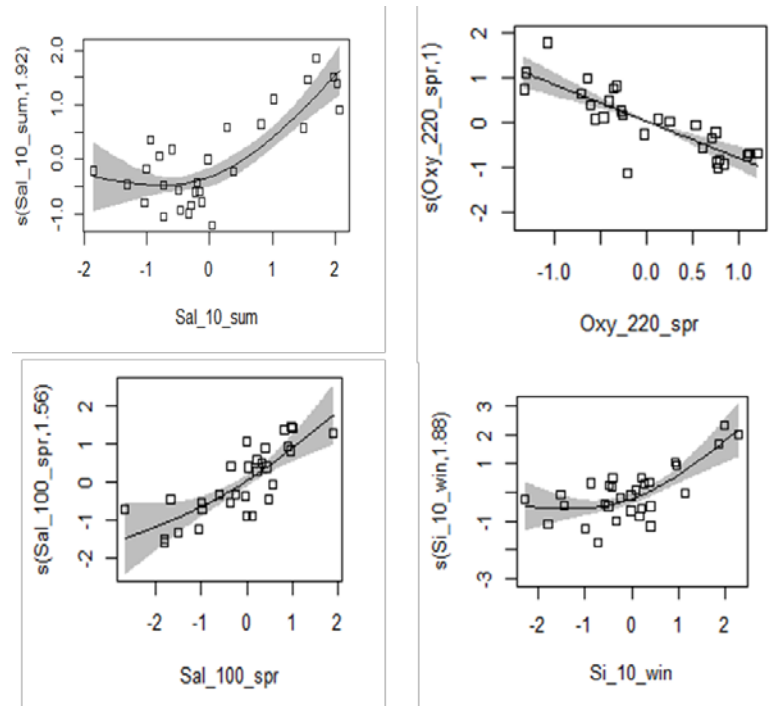 s(Sal_10_sum,1.92)
2.0
1.0
0.0
-1.0
-2 -1 0 1 2
Sal_10_sum
s(Oxy_220_spr,1)
2
1
0
-1
-2
-1.0 0.0 0.5 1.0
Oxy_220_spr
s(Sal_100_spr,1.56)
2
1
0
-1
-2
-2 -1 0 1 2
Sal_100_spr
s(Si_10_win,1.88)
3
2
1
-1
-3
-2 -1 0 1 2
Si_10_win